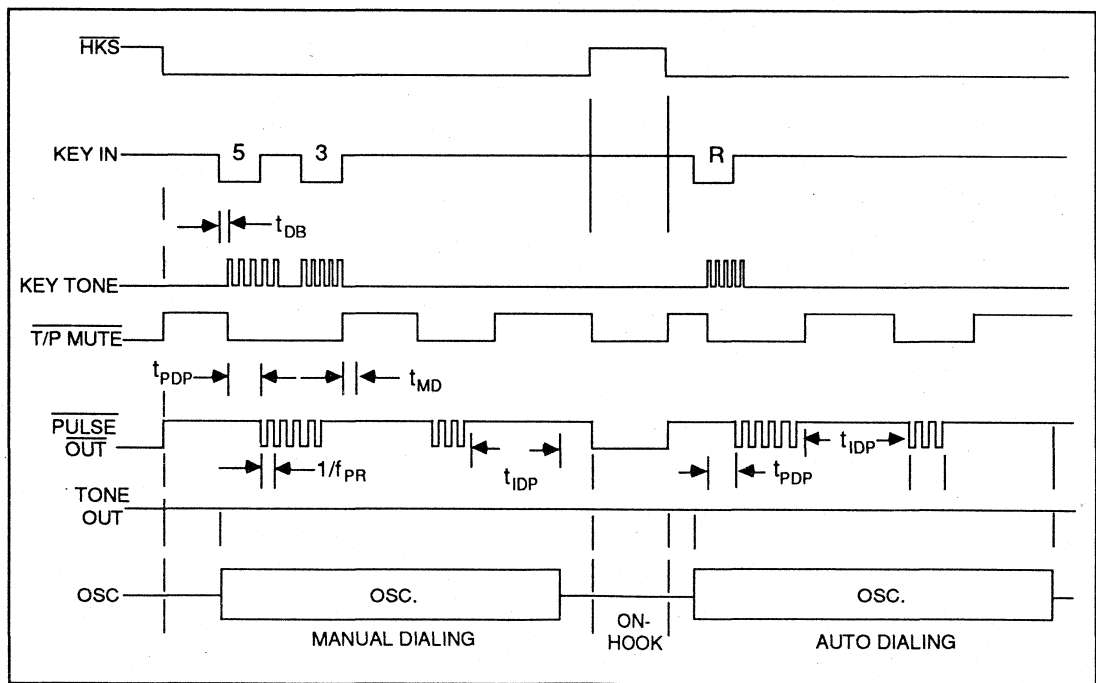 HKS
KEY IN
5
3
R
tDB
KEY TONE
T/P MUTE
tPDP
tMD
PULSE
OUT
1/fPR
tIDP
tIDP
tPDP
TONE
OUT
OSC
OSC.
OSC.
MANUAL DIALING
ON-
HOOK
AUTO DIALING